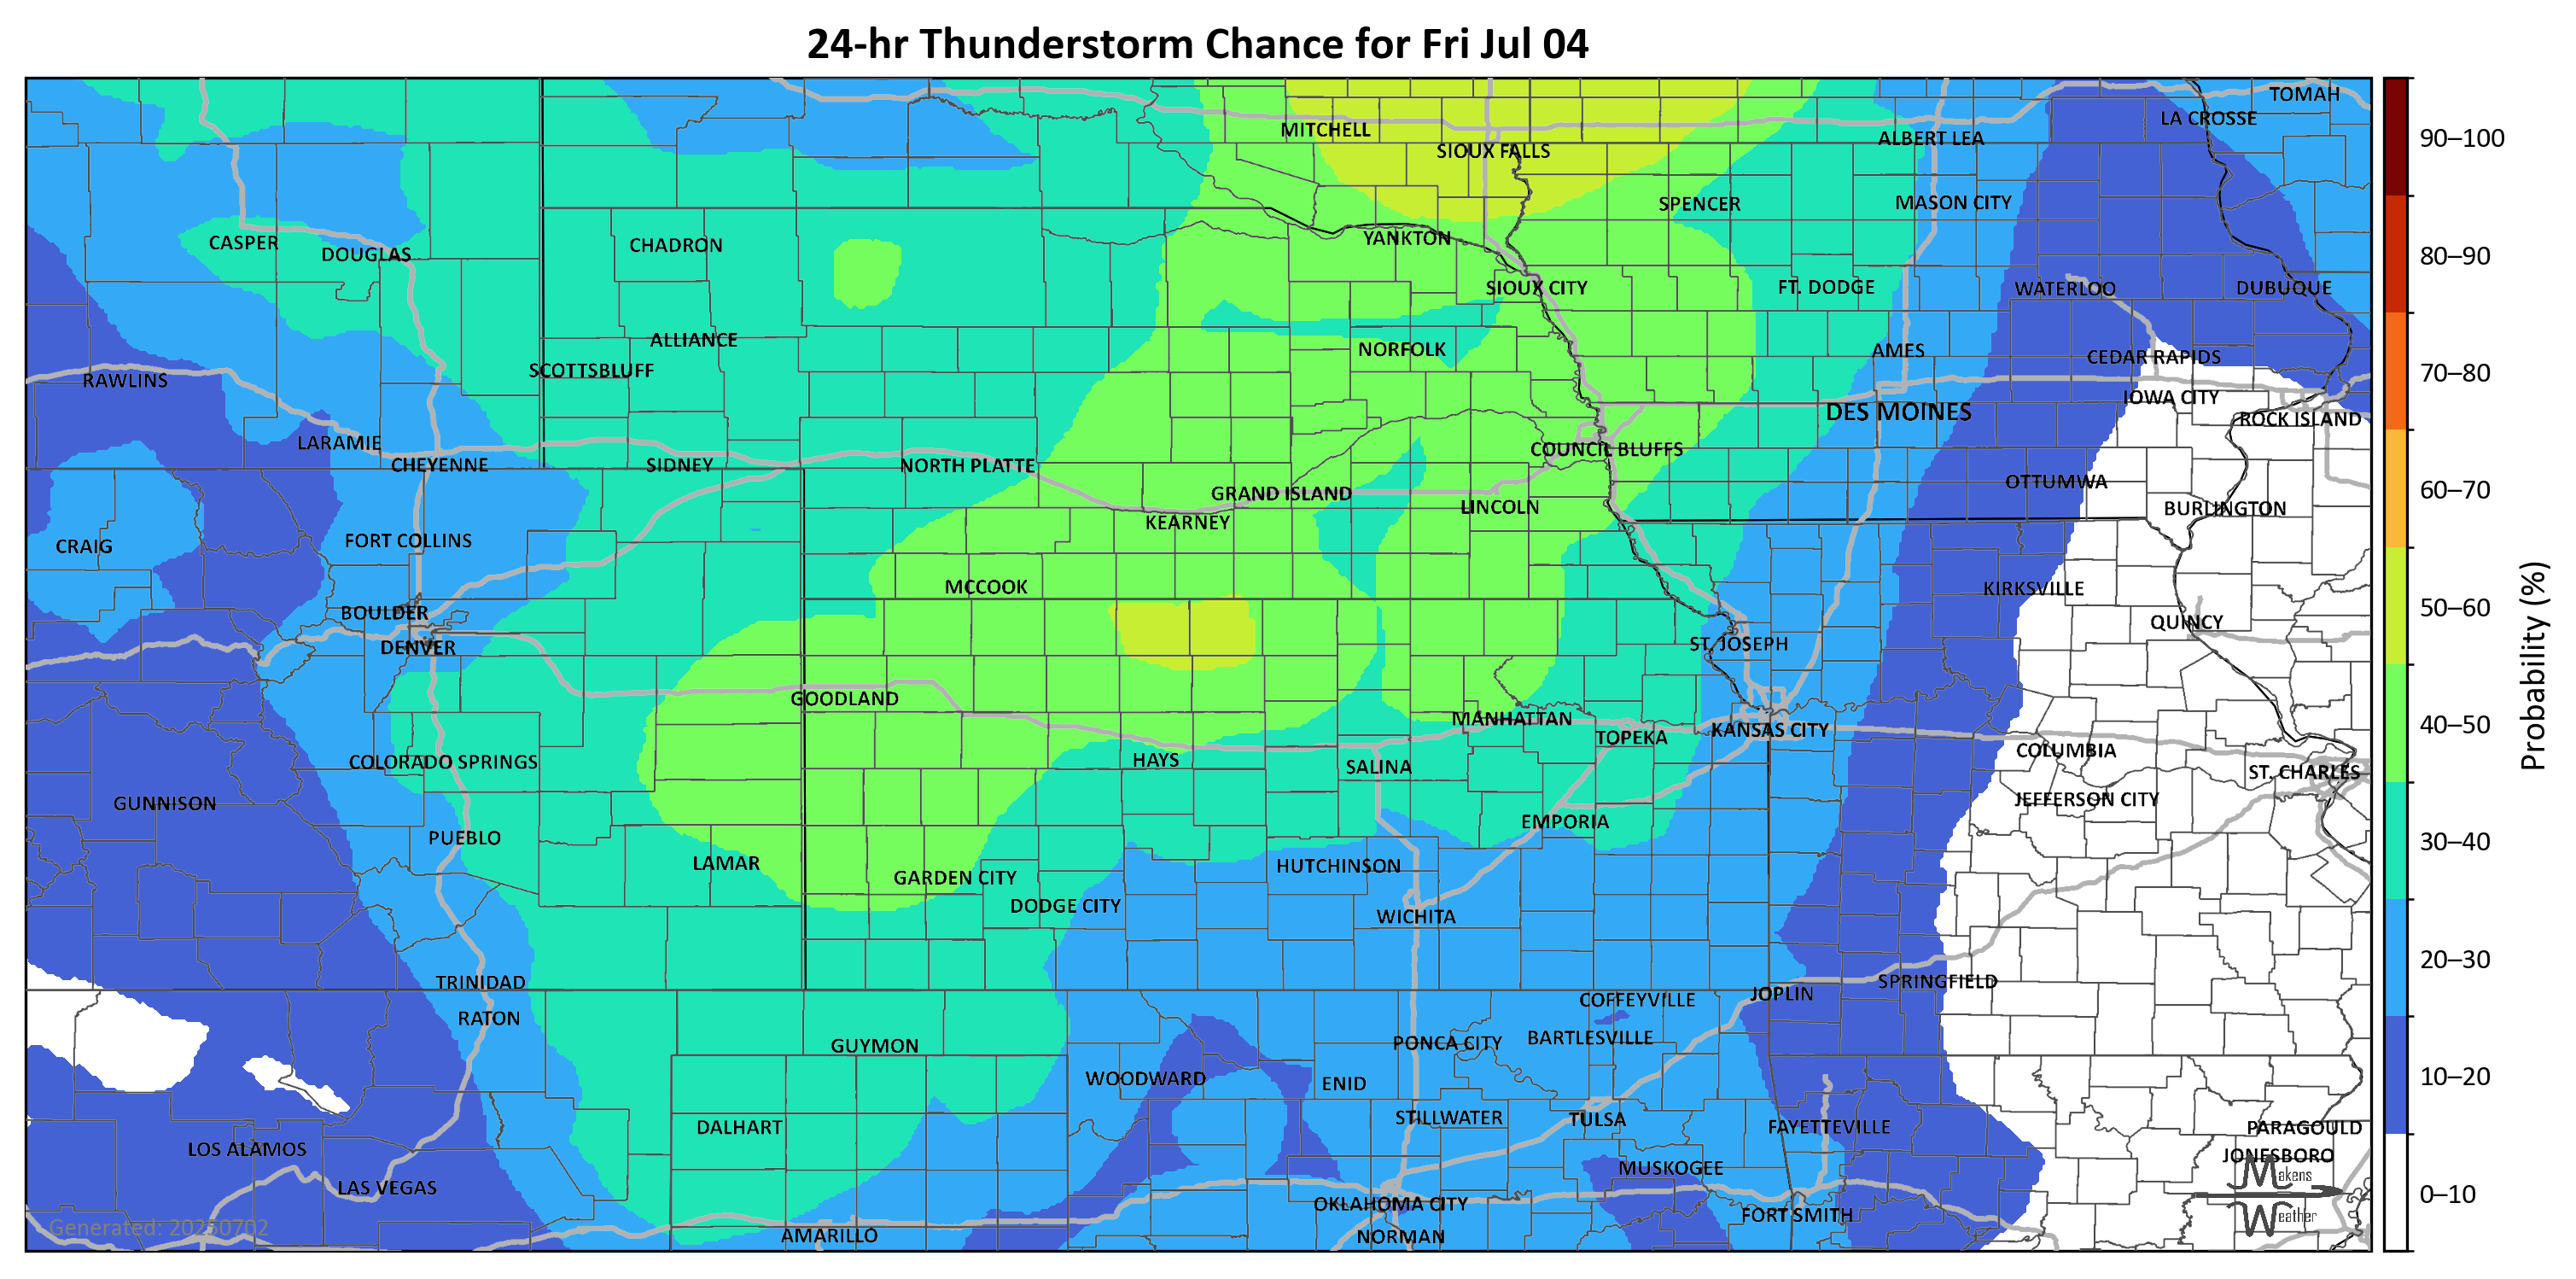 24-hr Thunderstorm Chance for Fri Jul 04
TOMAH
LA CROSSE
MITCHELL
ALBERT LEA
SIOUX FALLS
SPENCER
MASON CITY
CASPER
DOUGLAS
CHADRON
YANKTON
SIOUX CITY
FT. DODGE
WATERLOO
DUBUQUE
ALLIANCE
NORFOLK
AMES
CEDAR RAPIDS
RAWLINS
SCOTTSBLUFF
IOWA CITY
DES MOINES
ROCK ISLAND
LARAMIE
CHEYENNE
SIDNEY
NORTH PLATTE
COUNCIL BLUFFS
OTTUMWA
GRAND ISLAND
LINCOLN
BURLINGTON
KEARNEY
CRAIG
FORT COLLINS
MCCOOK
KIRKSVILLE
BOULDER
QUINCY
DENVER
ST. JOSEPH
GOODLAND
MANHATTAN
TOPEKA
KANSAS CITY
COLORADO SPRINGS
HAYS
SALINA
COLUMBIA
ST. CHARLES
GUNNISON
JEFFERSON CITY
PUEBLO
EMPORIA
LAMAR
GARDEN CITY
HUTCHINSON
DODGE CITY
WICHITA
TRINIDAD
SPRINGFIELD
RATON
COFFEYVILLE
JOPLIN
GUYMON
PONCA CITY
BARTLESVILLE
WOODWARD
ENID
DALHART
STILLWATER
TULSA
FAYETTEVILLE
PARAGOULD
LOS ALAMOS
JONESBORO
MUSKOGEE
LAS VEGAS
OKLAHOMA CITY
FORT SMITH
AMARILLO
NORMAN
Makens
Weather
Generated: 20250702
90–100
80–90
70–80
60–70
50–60
40–50
30–40
20–30
10–20
0–10
Probability (%)